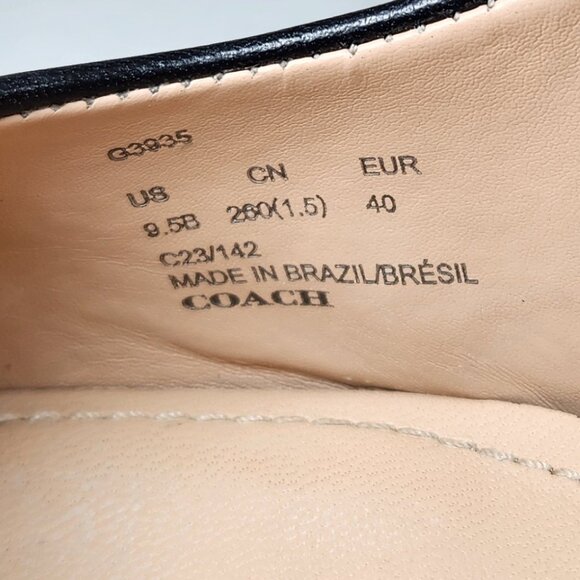 G3935
US CN EUR
9.5B 260(1.5) 40
C23/142
MADE IN BRAZIL/BRÉSIL
COACH